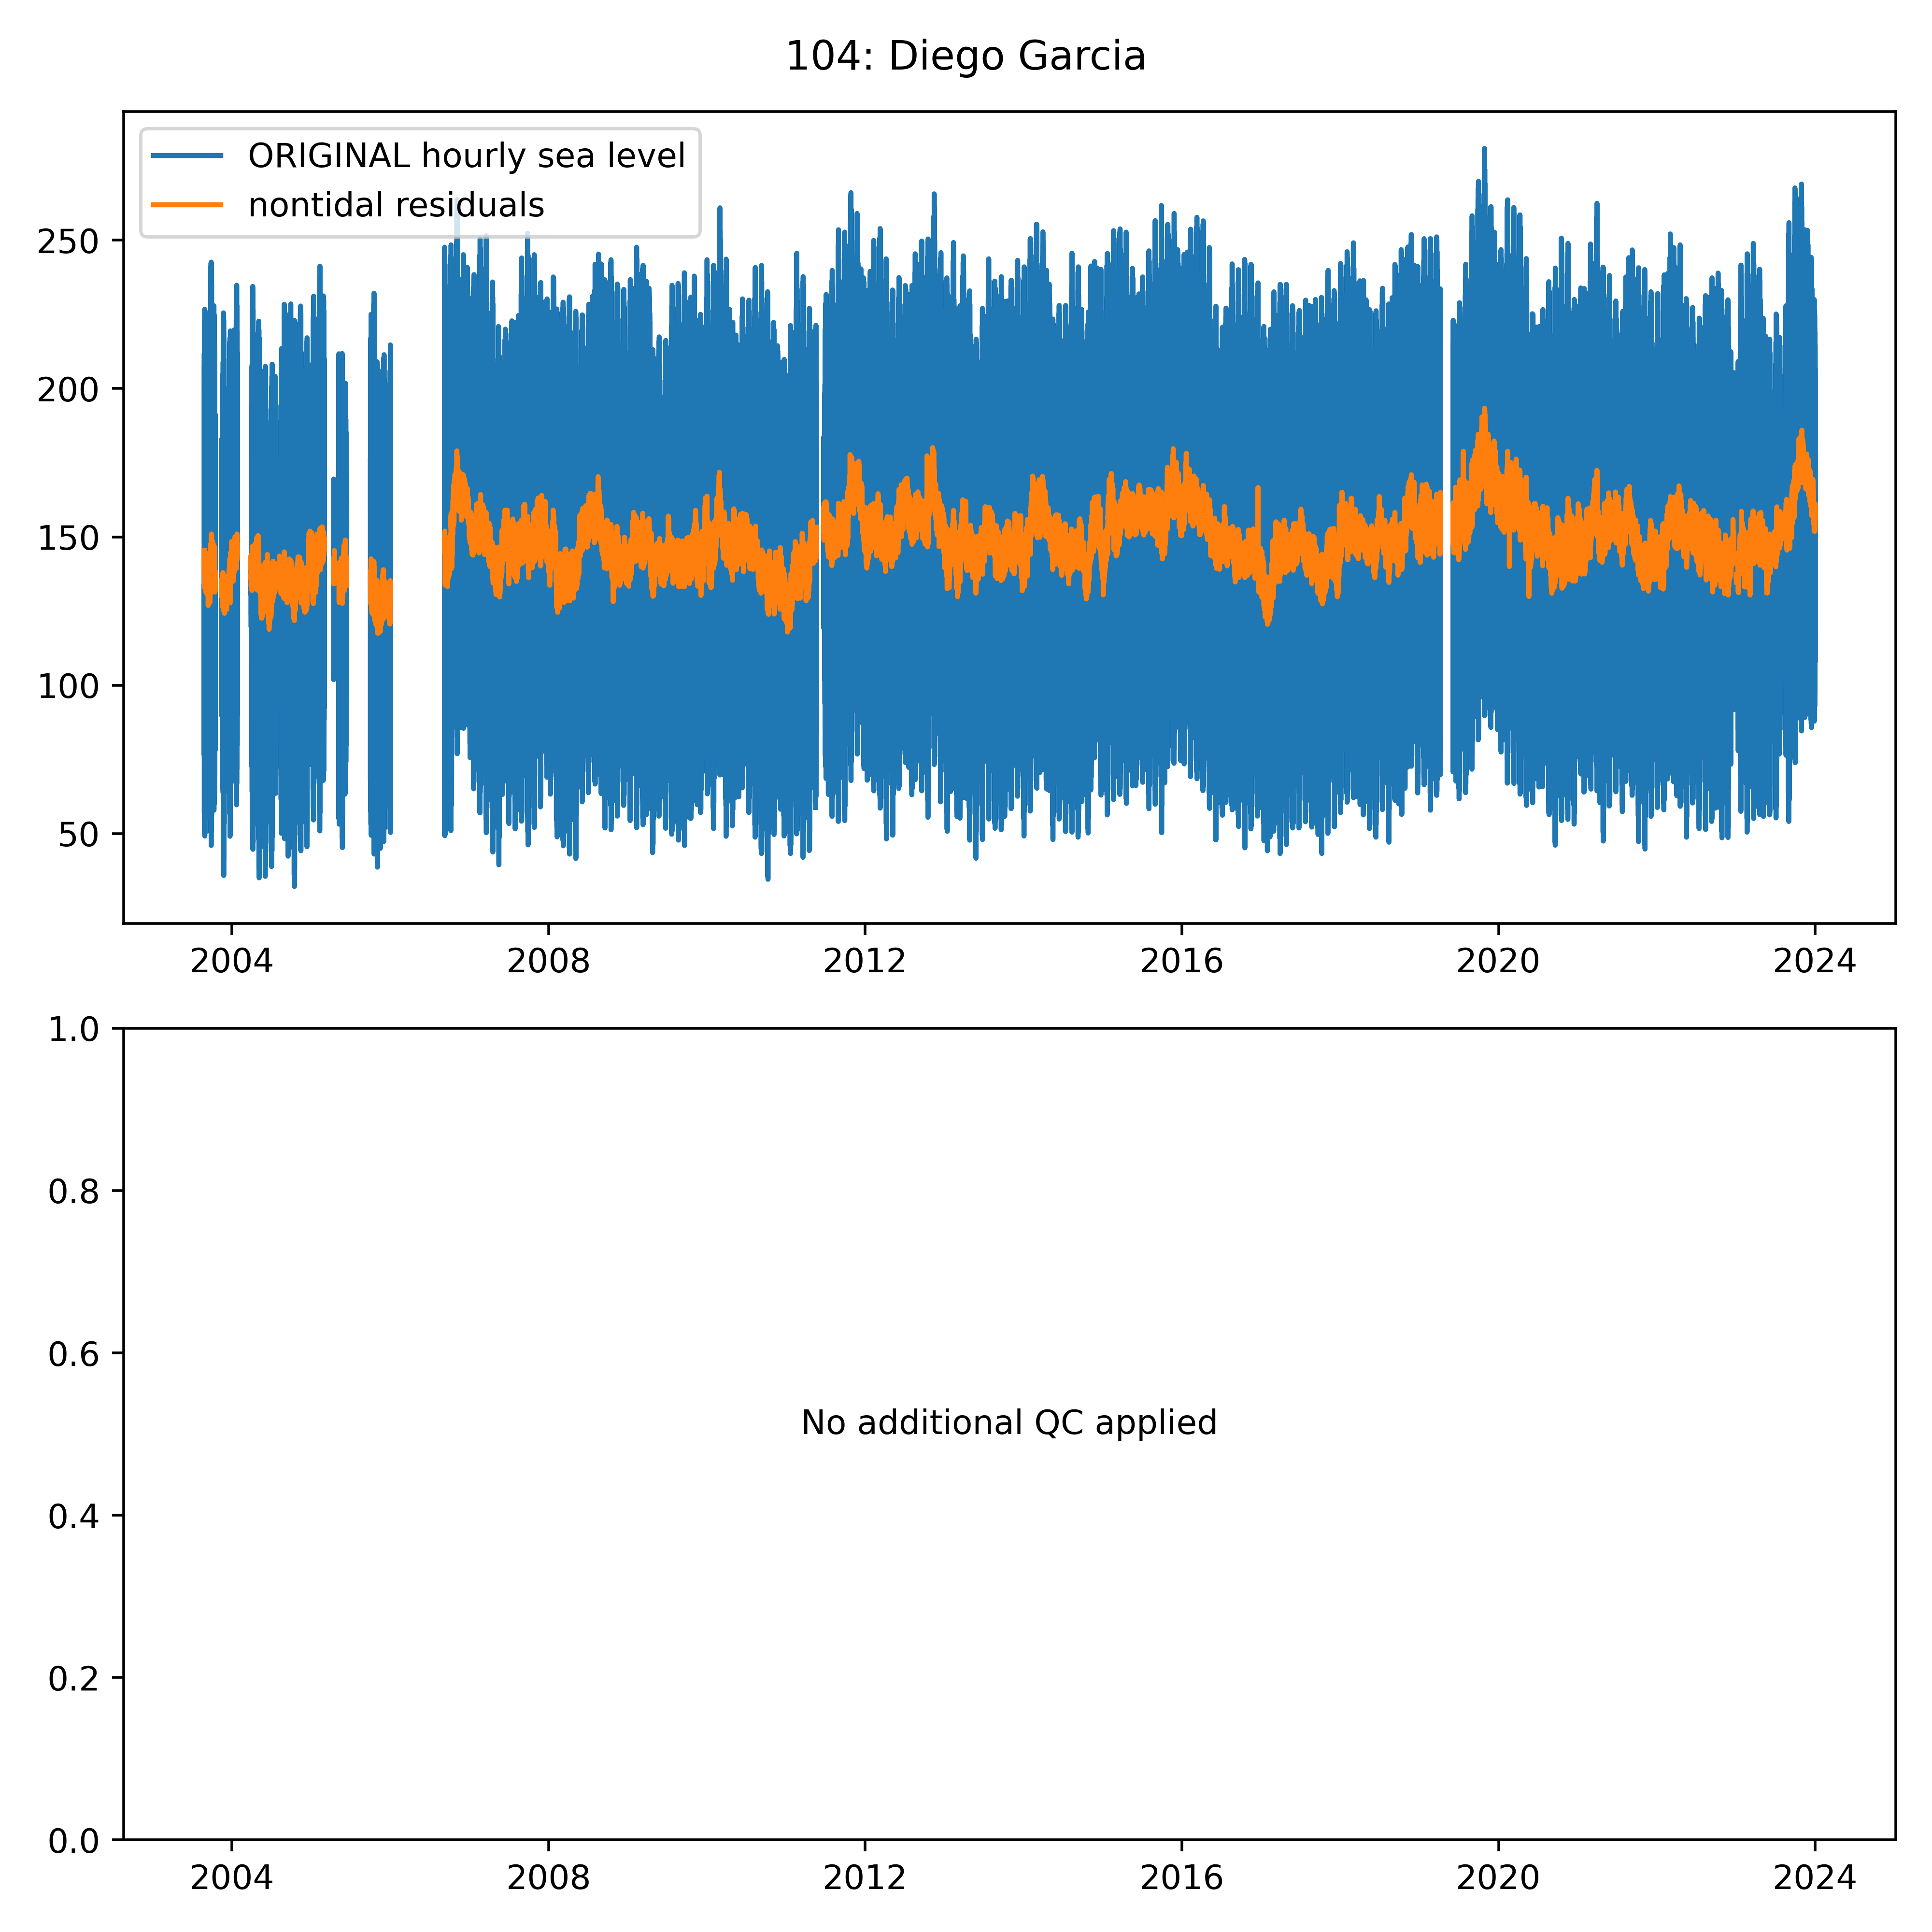 104: Diego Garcia
ORIGINAL hourly sea level
nontidal residuals
250
200
150
100
50
2004 2008 2012 2016 2020 2024
1.0
0.8
0.6
No additional QC applied
0.4
0.2
0.0
2004 2008 2012 2016 2020 2024